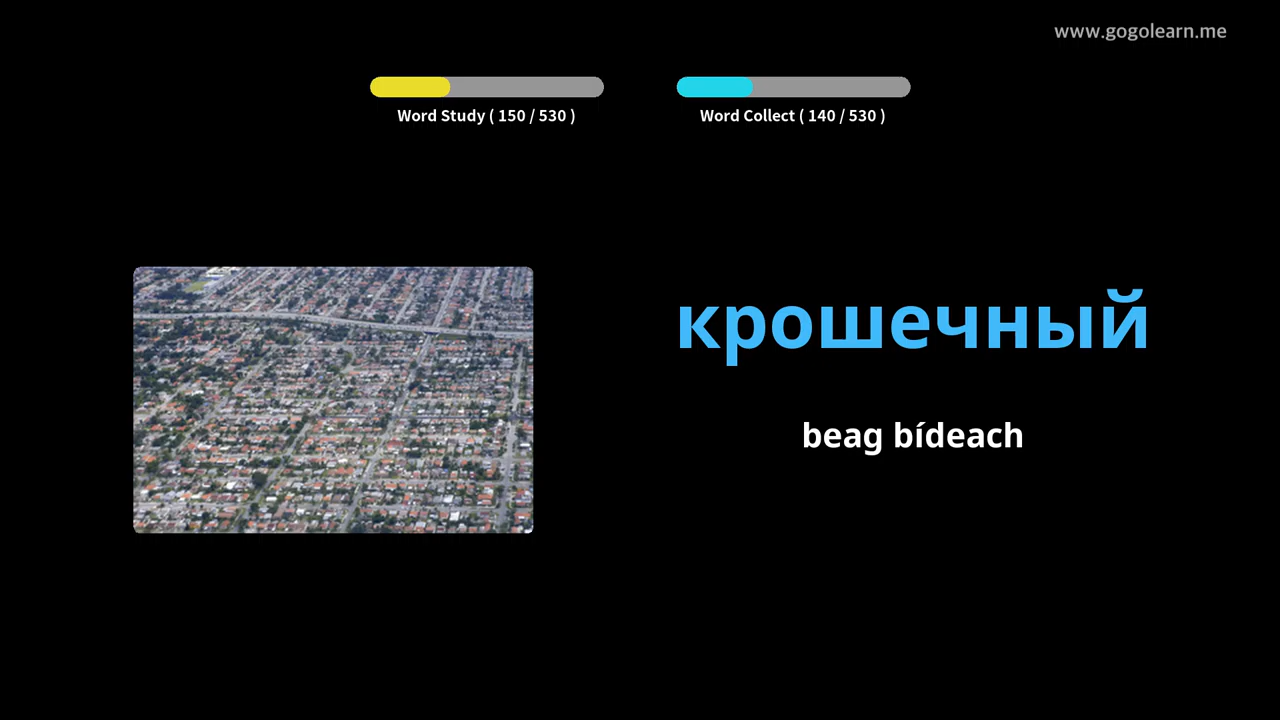 www.gogolearn.me
Word Study ( 150 / 530 )
Word Collect ( 140 / 530 )
крошечный
beag bídeach